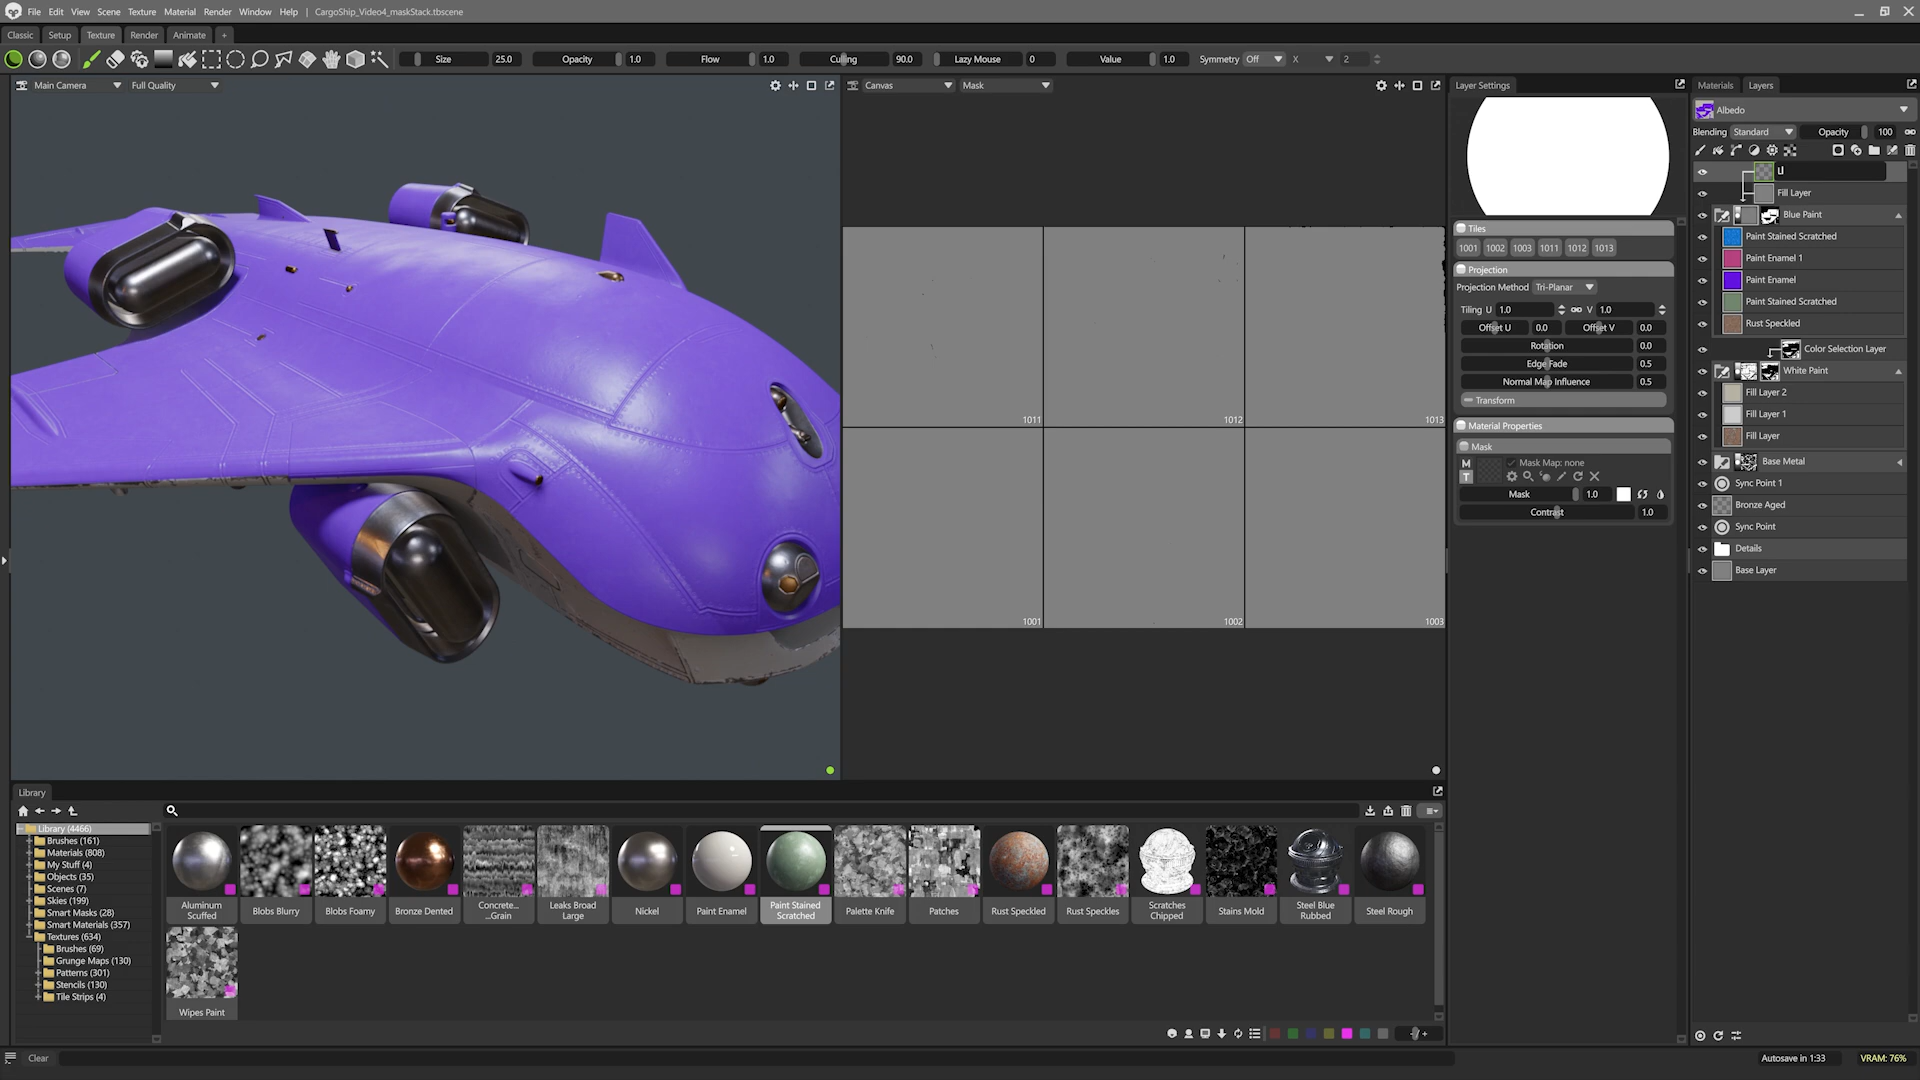 File Edit View Scene Texture Material Render Window Help | CargoShip_Video4_maskStack.tbscene
Classic Setup Texture Render Animate +
Size 25.0 Opacity 1.0 Flow 1.0 Culling 90.0 Lazy Mouse 0 Value 1.0 Symmetry Off X 2
Main Camera Full Quality
Canvas Mask
1011 1012 1013
1001 1002 1003
Layer Settings
Tiles
1001 1002 1003 1011 1012 1013
Projection
Projection Method Tri-Planar
Tiling U 1.0 V 1.0
Offset U 0.0 Offset V 0.0
Rotation 0.0
Edge Fade 0.5
Normal Map Influence 0.5
Transform
Material Properties
Mask
M Mask Map: none
T
Mask 1.0
Contrast 1.0
Materials Layers
Albedo
Blending Standard Opacity 100
U
Fill Layer
Blue Paint
Paint Stained Scratched
Paint Enamel 1
Paint Enamel
Paint Stained Scratched
Rust Speckled
Color Selection Layer
White Paint
Fill Layer 2
Fill Layer 1
Fill Layer
Base Metal
Sync Point 1
Bronze Aged
Sync Point
Details
Base Layer
Library
Library (4466)
Brushes (161)
Materials (808)
My Stuff (4)
Objects (35)
Scenes (7)
Skies (199)
Smart Masks (28)
Smart Materials (357)
Textures (634)
Brushes (69)
Grunge Maps (130)
Patterns (301)
Stencils (130)
Tile Strips (4)
Aluminum Scuffed
Blobs Blurry
Blobs Foamy
Bronze Dented
Concrete... ...Grain
Leaks Broad Large
Nickel
Paint Enamel
Paint Stained Scratched
Palette Knife
Patches
Rust Speckled
Rust Speckles
Scratches Chipped
Stains Mold
Steel Blue Rubbed
Steel Rough
Wipes Paint
Clear
Autosave in 1:33 VRAM: 76%